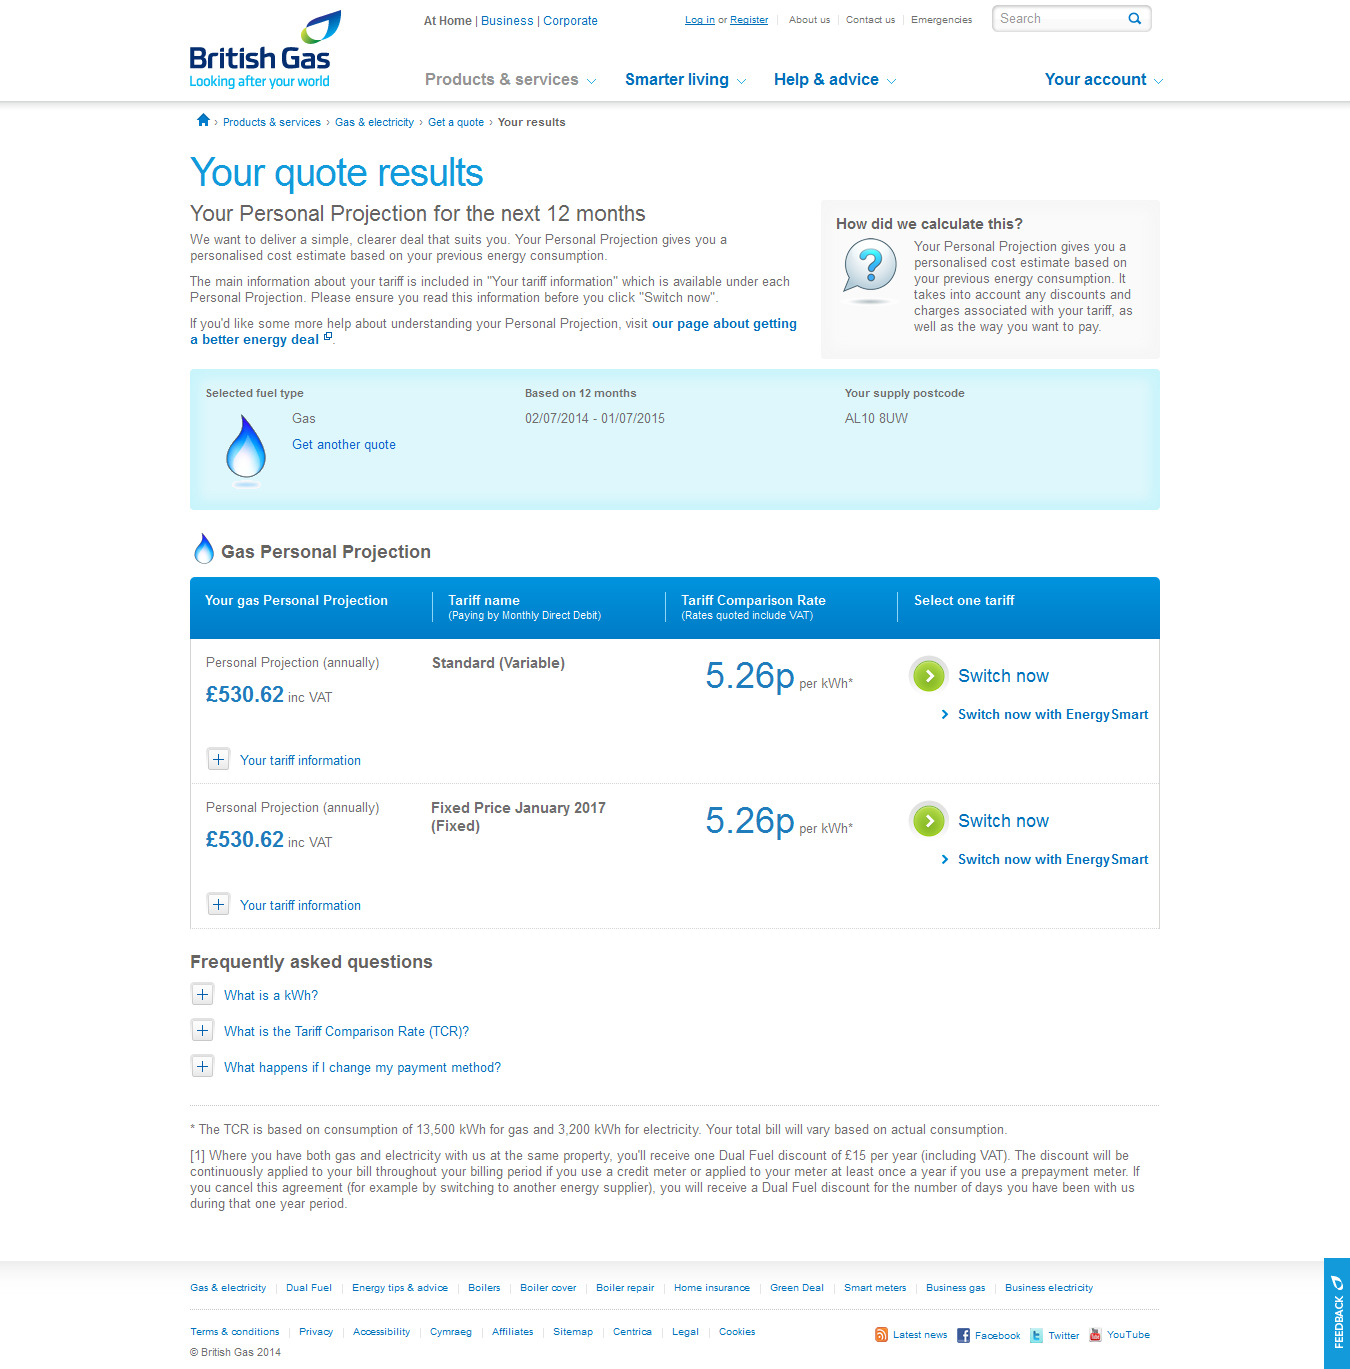 British Gas
Looking after your world
At Home | Business | Corporate
Log in or Register
About us
Contact us
Emergencies
Search
Products & services
Smarter living
Help & advice
Your account
› Products & services › Gas & electricity › Get a quote › Your results
Your quote results
Your Personal Projection for the next 12 months
We want to deliver a simple, clearer deal that suits you. Your Personal Projection gives you a
personalised cost estimate based on your previous energy consumption.
The main information about your tariff is included in "Your tariff information" which is available under each
Personal Projection. Please ensure you read this information before you click "Switch now".
If you'd like some more help about understanding your Personal Projection, visit our page about getting
a better energy deal .
How did we calculate this?
?
Your Personal Projection gives you a
personalised cost estimate based on
your previous energy consumption. It
takes into account any discounts and
charges associated with your tariff, as
well as the way you want to pay.
Selected fuel type
Gas
Get another quote
Based on 12 months
02/07/2014 - 01/07/2015
Your supply postcode
AL10 8UW
Gas Personal Projection
Your gas Personal Projection
Tariff name
(Paying by Monthly Direct Debit)
Tariff Comparison Rate
(Rates quoted include VAT)
Select one tariff
Personal Projection (annually)
£530.62 inc VAT
Standard (Variable)
5.26p per kWh*
Switch now
Switch now with EnergySmart
Your tariff information
Personal Projection (annually)
£530.62 inc VAT
Fixed Price January 2017
(Fixed)
5.26p per kWh*
Switch now
Switch now with EnergySmart
Your tariff information
Frequently asked questions
What is a kWh?
What is the Tariff Comparison Rate (TCR)?
What happens if I change my payment method?
* The TCR is based on consumption of 13,500 kWh for gas and 3,200 kWh for electricity. Your total bill will vary based on actual consumption.
[1] Where you have both gas and electricity with us at the same property, you'll receive one Dual Fuel discount of £15 per year (including VAT). The discount will be
continuously applied to your bill throughout your billing period if you use a credit meter or applied to your meter at least once a year if you use a prepayment meter. If
you cancel this agreement (for example by switching to another energy supplier), you will receive a Dual Fuel discount for the number of days you have been with us
during that one year period.
FEEDBACK
Gas & electricity
Dual Fuel
Energy tips & advice
Boilers
Boiler cover
Boiler repair
Home insurance
Green Deal
Smart meters
Business gas
Business electricity
Terms & conditions
Privacy
Accessibility
Cymraeg
Affiliates
Sitemap
Centrica
Legal
Cookies
Latest news
Facebook
Twitter
YouTube
© British Gas 2014